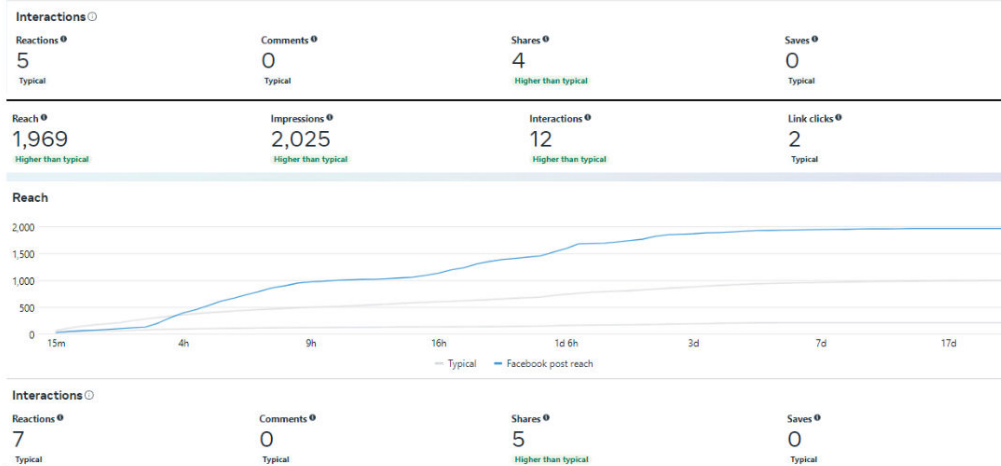 Interactions
Reactions Comments Shares Saves
5 0 4 0
Typical Typical Higher than typical Typical
Reach Impressions Interactions Link clicks
1,969 2,025 12 2
Higher than typical Higher than typical Higher than typical Typical
Reach
2,000
1,500
1,000
500
0
15m 4h 9h 16h 1d 6h 3d 7d 17d
Typical Facebook post reach
Interactions
Reactions Comments Shares Saves
7 0 5 0
Typical Typical Higher than typical Typical